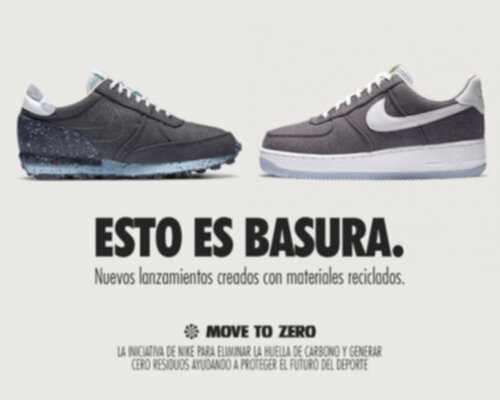 ESTO ES BASURA.
Nuevos lanzamientos creados con materiales reciclados.
MOVE TO ZERO
LA INICIATIVA DE NIKE PARA ELIMINAR LA HUELLA DE CARBONO Y GENERAR
CERO RESIDUOS AYUDANDO A PROTEGER EL FUTURO DEL DEPORTE